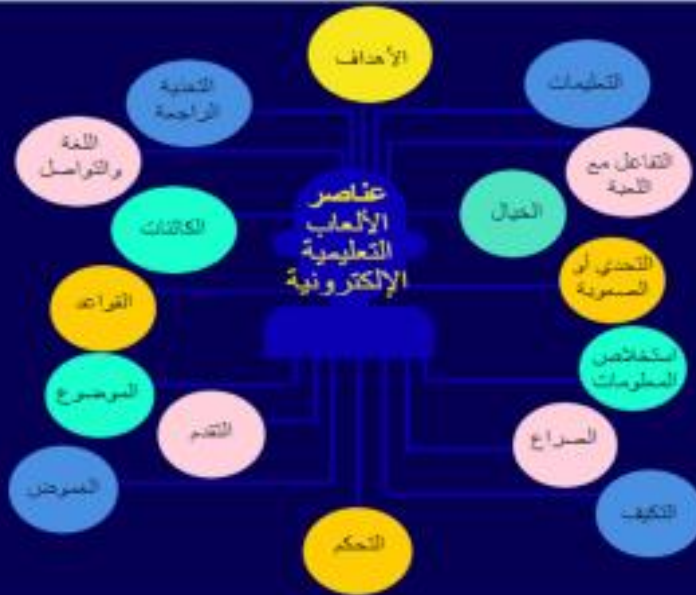 الأهداف
التعليمات
التغذية
الراجعة
اللغة
والتواصل
التفاعل مع
اللعبة
عناصر
الألعاب
التعليمية
الإلكترونية
الخيال
الكائنات
التحدي أو
الصعوبة
القواعد
استخلاص
المعلومات
الموضوع
التقدم
الصراع
الغموض
التكيف
التحكم